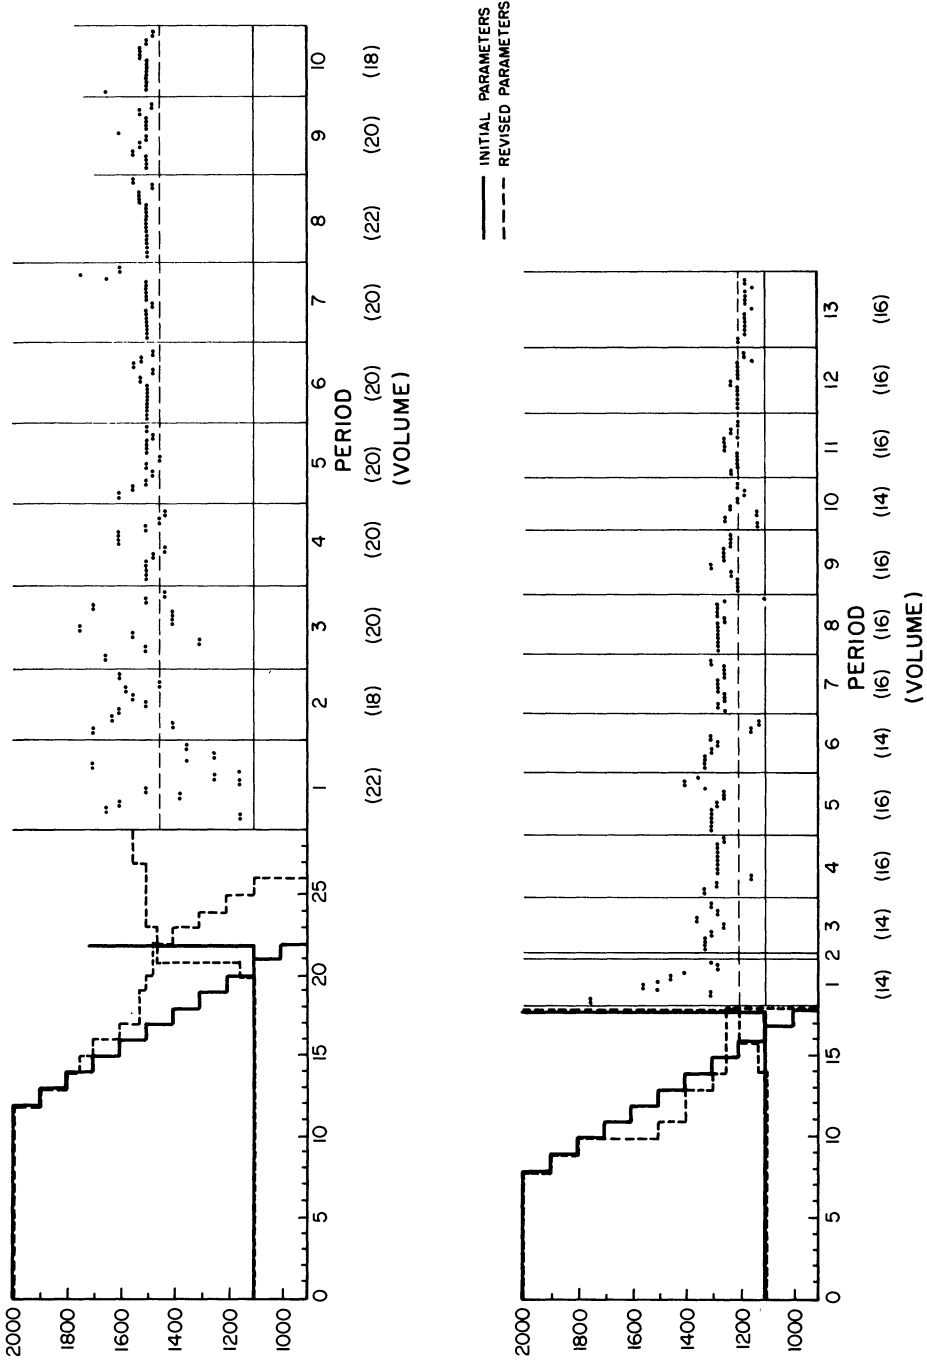 2000 1800 1600 1400 1200 1000
0 5 10 15 20 25
1 2 3 4 5 6 7 8 9 10
(22) (18) (20) (20) (20) (20) (20) (22) (20) (18)
PERIOD
(VOLUME)
INITIAL PARAMETERS
REVISED PARAMETERS
2000 1800 1600 1400 1200 1000
0 5 10 15
1 2 3 4 5 6 7 8 9 10 11 12 13
(14) (14) (16) (16) (14) (16) (16) (16) (14) (16) (16) (16)
PERIOD
(VOLUME)